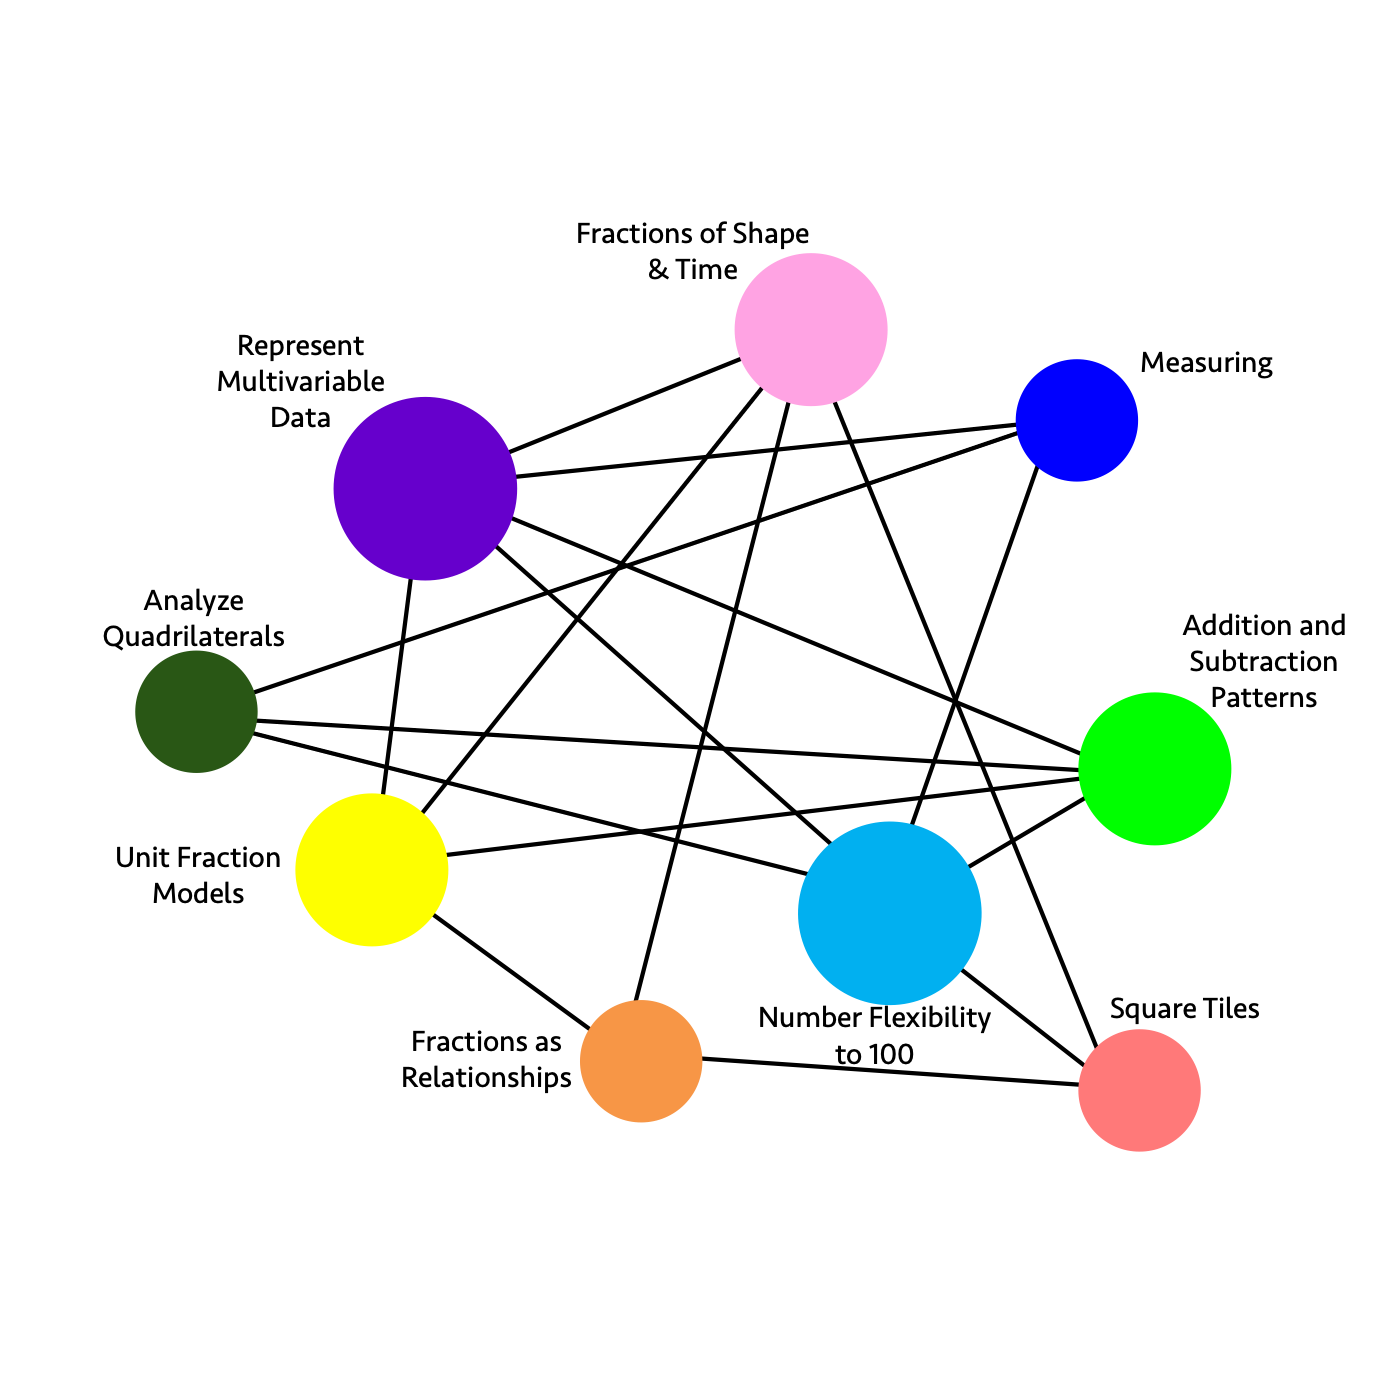 Fractions of Shape
& Time
Represent
Multivariable
Data
Measuring
Analyze
Quadrilaterals
Addition and
Subtraction
Patterns
Unit Fraction
Models
Number Flexibility
to 100
Square Tiles
Fractions as
Relationships